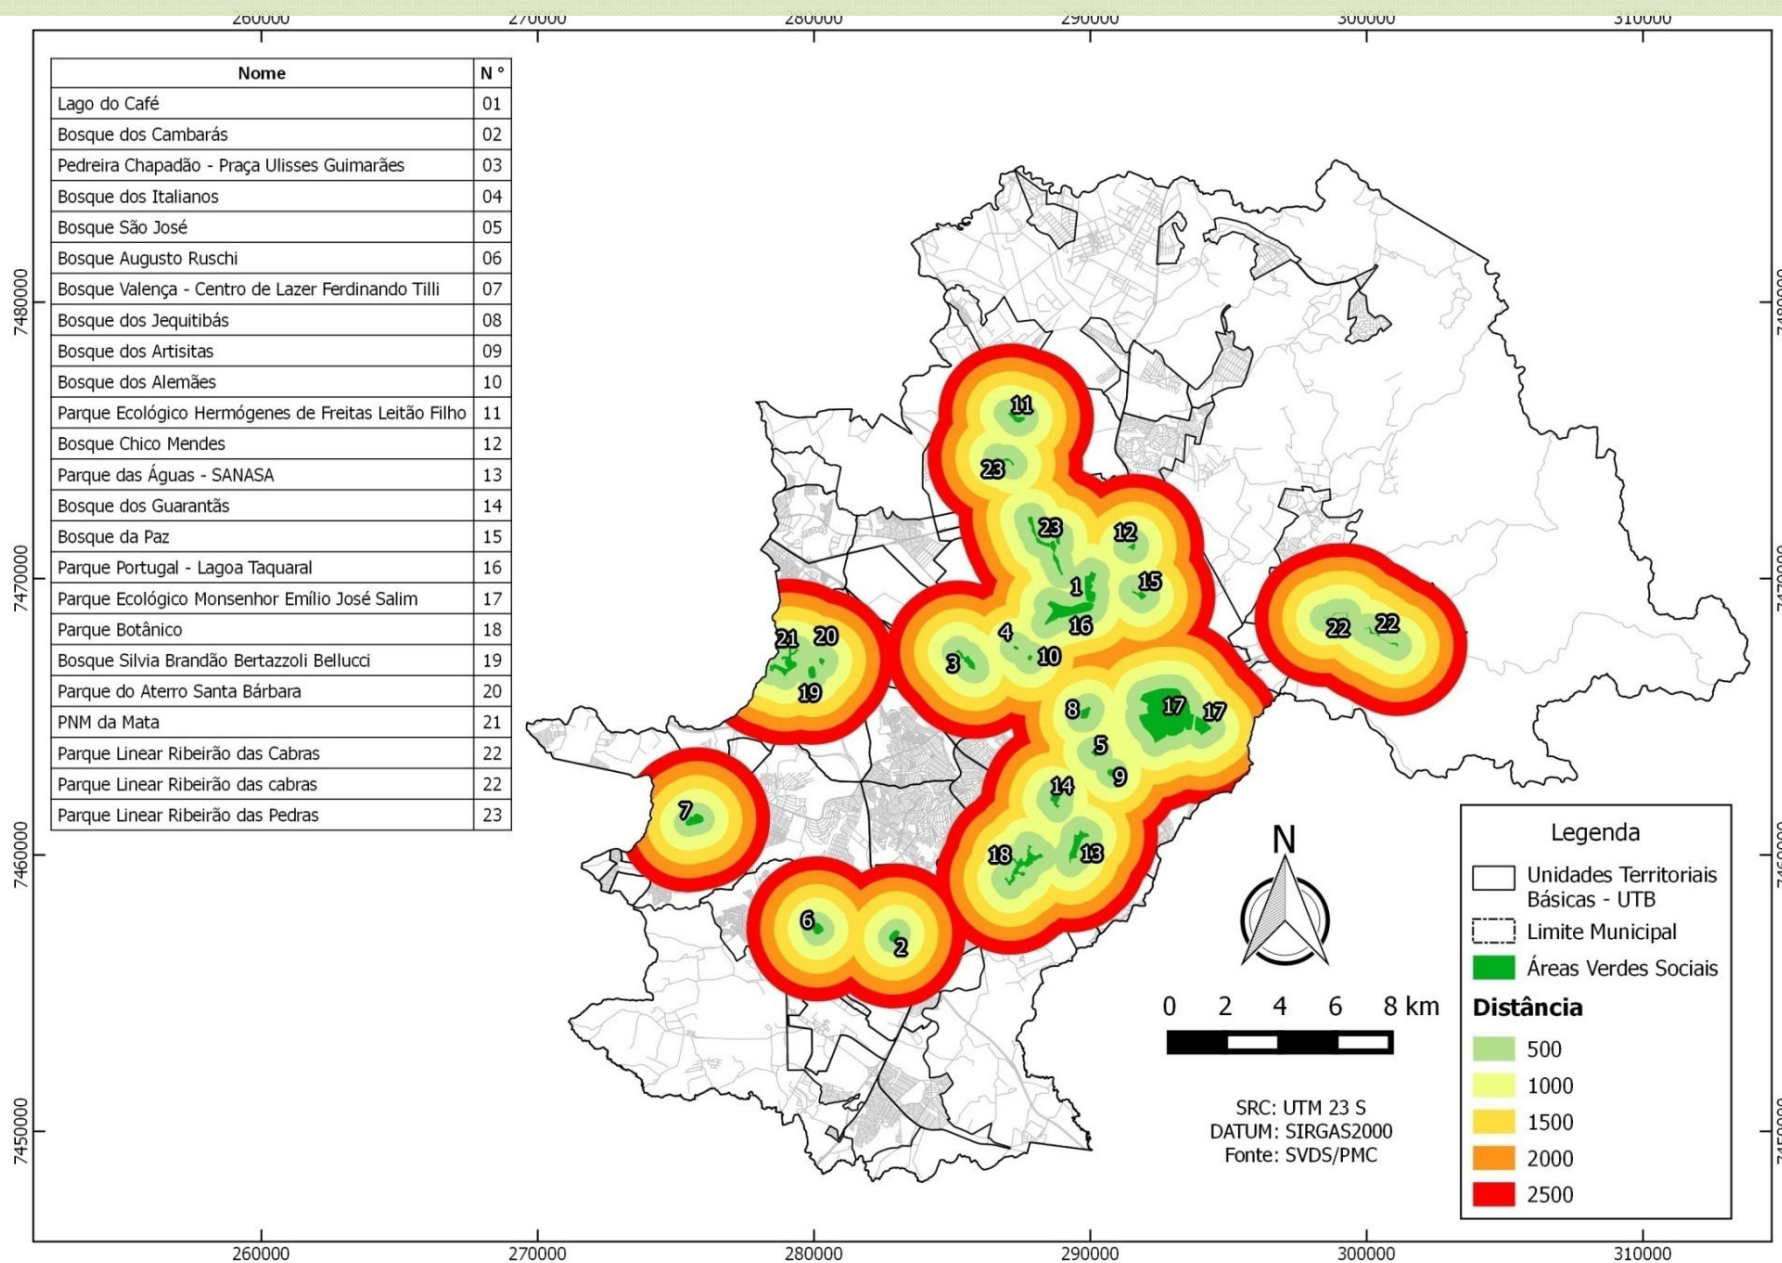 260000 270000 280000 290000 300000 310000
Nome N °
Lago do Café 01
Bosque dos Cambarás 02
Pedreira Chapadão - Praça Ulisses Guimarães 03
Bosque dos Italianos 04
Bosque São José 05
Bosque Augusto Ruschi 06
Bosque Valença - Centro de Lazer Ferdinando Tilli 07
Bosque dos Jequitibás 08
Bosque dos Artisitas 09
Bosque dos Alemães 10
Parque Ecológico Hermógenes de Freitas Leitão Filho 11
Bosque Chico Mendes 12
Parque das Águas - SANASA 13
Bosque dos Guarantãs 14
Bosque da Paz 15
Parque Portugal - Lagoa Taquaral 16
Parque Ecológico Monsenhor Emílio José Salim 17
Parque Botânico 18
Bosque Silvia Brandão Bertazzoli Bellucci 19
Parque do Aterro Santa Bárbara 20
PNM da Mata 21
Parque Linear Ribeirão das Cabras 22
Parque Linear Ribeirão das cabras 22
Parque Linear Ribeirão das Pedras 23
7480000
7470000
7460000
7450000
7480000
7470000
7460000
7450000
11
23
23
12
1
15
16
4
10
3
21
20
19
22
22
8
17
17
5
9
14
7
18
13
6
2
N
0 2 4 6 8 km
SRC: UTM 23 S
DATUM: SIRGAS2000
Fonte: SVDS/PMC
Legenda
Unidades Territoriais
Básicas - UTB
Limite Municipal
Áreas Verdes Sociais
Distância
500
1000
1500
2000
2500
260000 270000 280000 290000 300000 310000